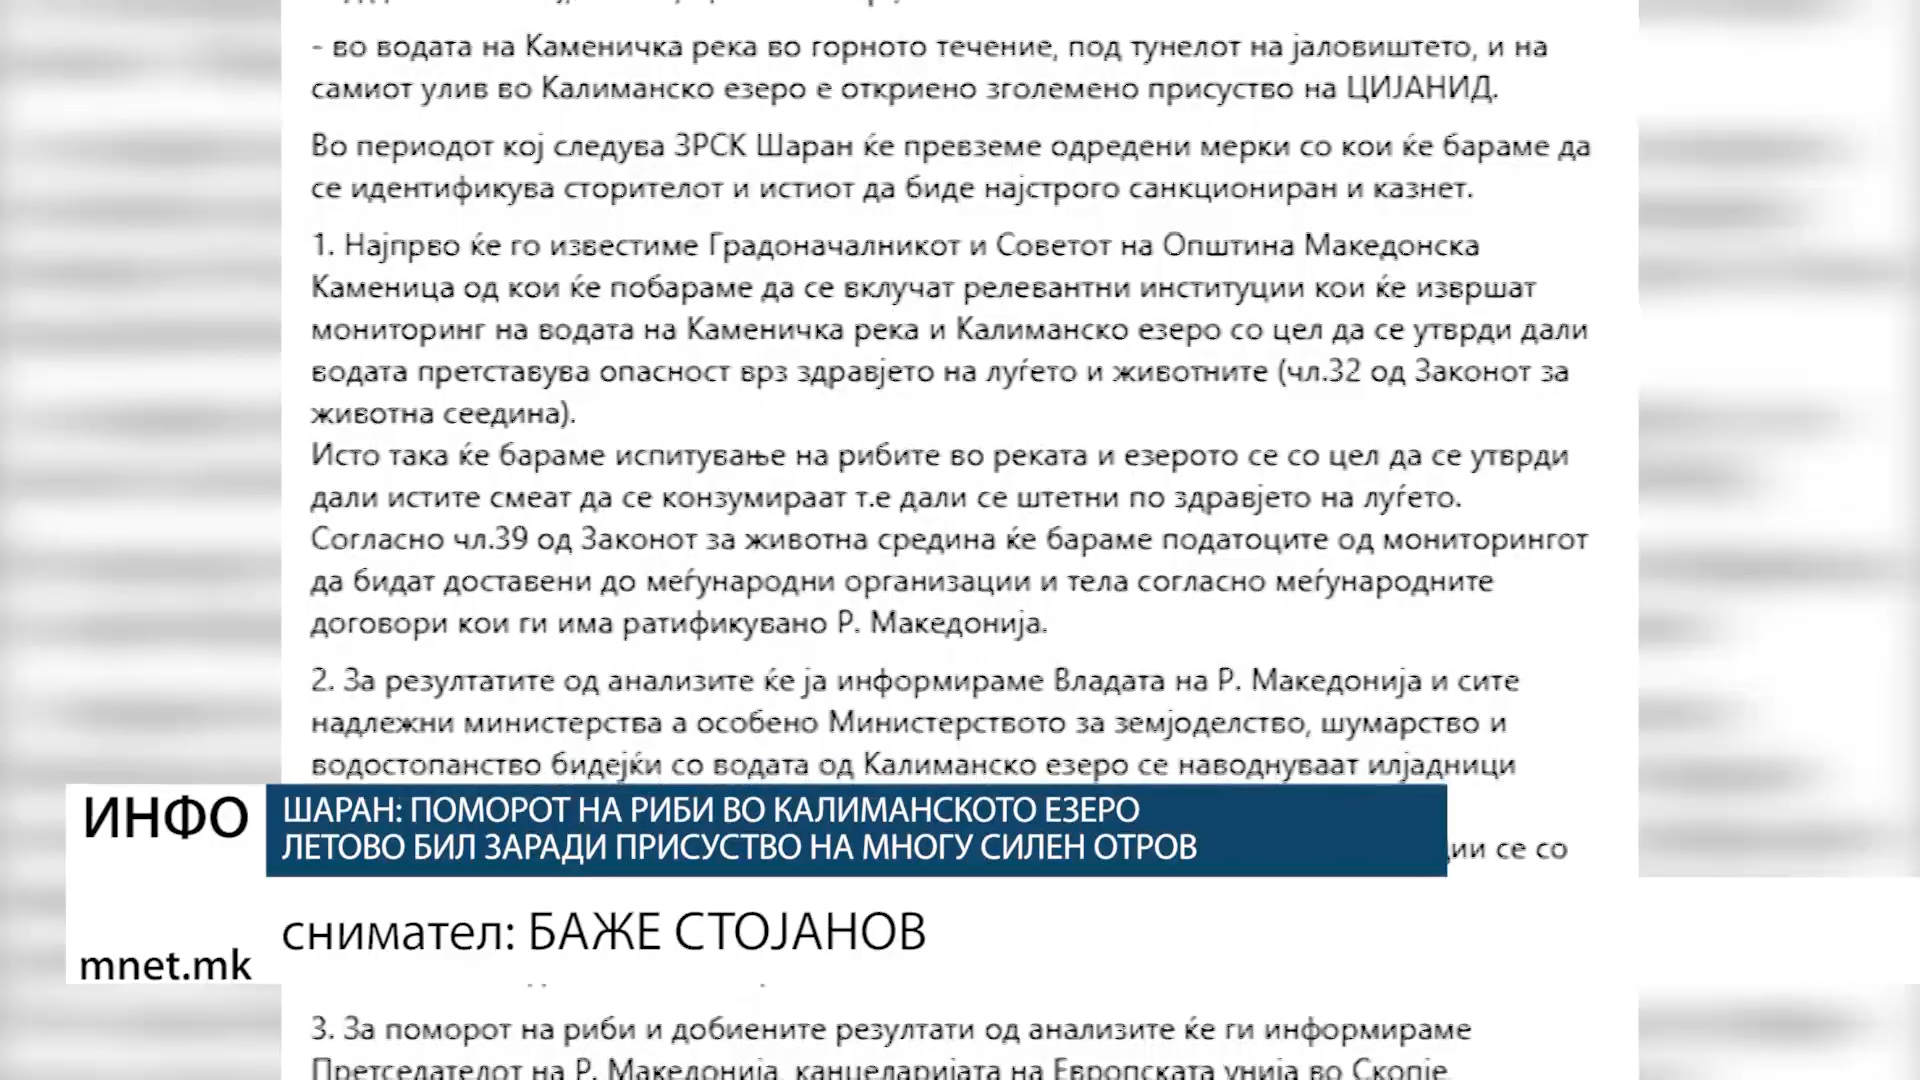 - во водата на Каменичка река во горното течение, под тунелот на јаловиштето, и на
самиот улив во Калиманско езеро е откриено зголемено присуство на ЦИЈАНИД.
Во периодот кој следува ЗРСК Шаран ќе превземе одредени мерки со кои ќе бараме да
се идентификува сторителот и истиот да биде најстрого санкциониран и казнет.
1. Најпрво ќе го известиме Градоначалникот и Советот на Општина Македонска
Каменица од кои ќе побараме да се вклучат релевантни институции кои ќе извршат
мониторинг на водата на Каменичка река и Калиманско езеро со цел да се утврди дали
водата претставува опасност врз здравјето на луѓето и животните (чл.32 од Законот за
животна сеедина).
Исто така ќе бараме испитување на рибите во реката и езерото се со цел да се утврди
дали истите смеат да се конзумираат т.е дали се штетни по здравјето на луѓето.
Согласно чл.39 од Законот за животна средина ќе бараме податоците од мониторингот
да бидат доставени до меѓународни организации и тела согласно меѓународните
договори кои ги има ратификувано Р. Македонија.
2. За резултатите од анализите ќе ја информираме Владата на Р. Македонија и сите
надлежни министерства а особено Министерството за земјоделство, шумарство и
водостопанство бидејќи со водата од Калиманско езеро се наводнуваат илјадници
ИНФО
ШАРАН: ПОМОРОТ НА РИБИ ВО КАЛИМАНСКОТО ЕЗЕРО
ЛЕТОВО БИЛ ЗАРАДИ ПРИСУСТВО НА МНОГУ СИЛЕН ОТРОВ
се со
снимател: БАЖЕ СТОЈАНОВ
mnet.mk
3. За поморот на риби и добиените резултати од анализите ќе ги информираме
Претседателот на Р. Македонија, канцеларијата на Европската унија во Скопје